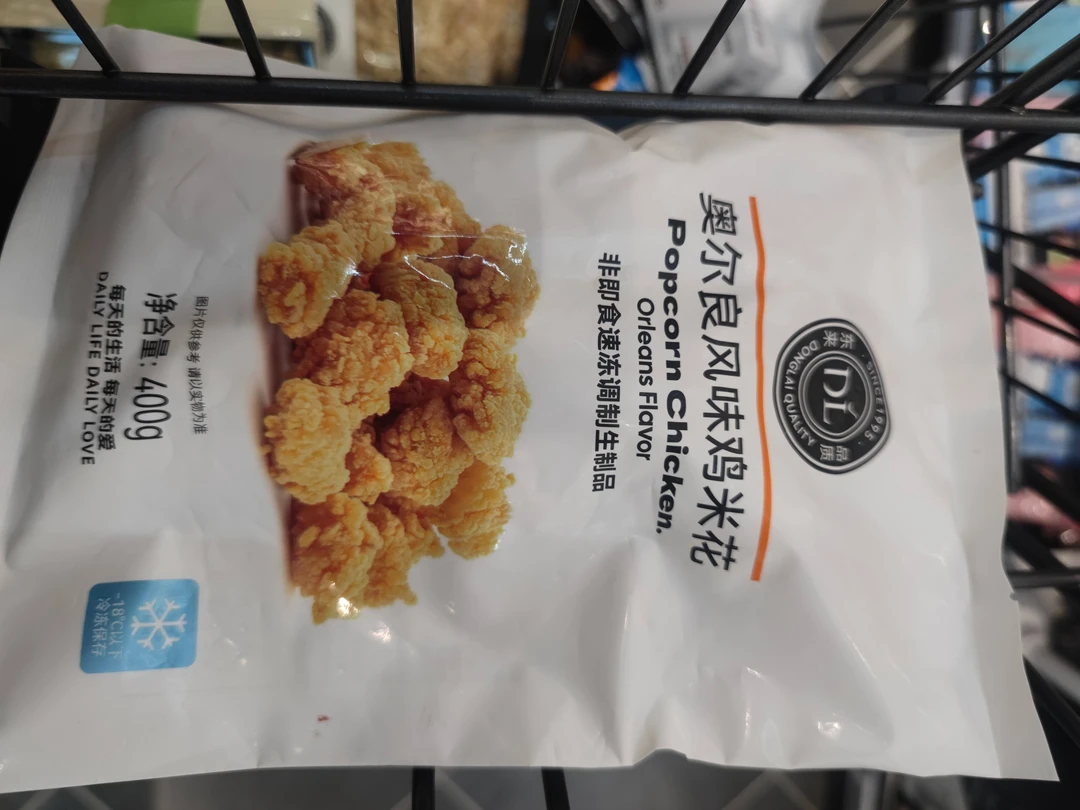 东来
品质
·SINCE1995·
DL
DONGLAI QUALITY
奥尔良风味鸡米花
Popcorn Chicken.
Orleans Flavor
非即食速冻调制生制品
图片仅供参考 请以实物为准
净含量: 400g
每天的生活 每天的爱
DAILY LIFE DAILY LOVE
-18℃以下
冷冻保存